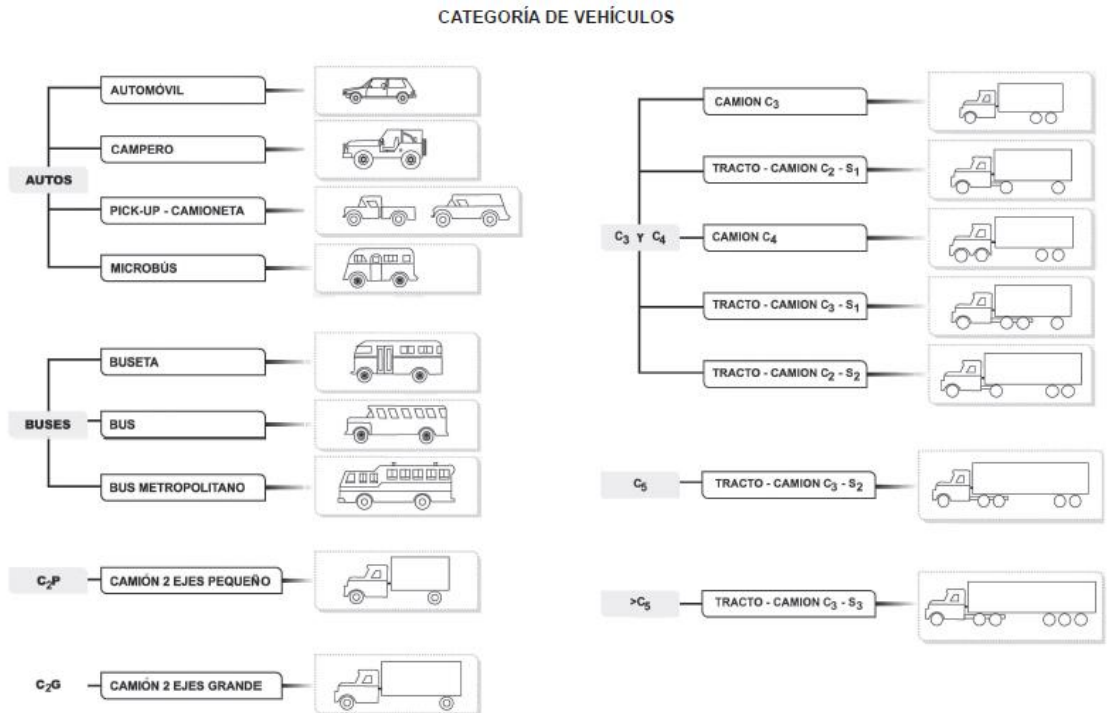 CATEGORÍA DE VEHÍCULOS
AUTOS
AUTOMÓVIL
CAMPERO
PICK-UP - CAMIONETA
MICROBÚS
BUSES
BUSETA
BUS
BUS METROPOLITANO
C₂P
CAMIÓN 2 EJES PEQUEÑO
C₂G
CAMIÓN 2 EJES GRANDE
C₃ Y C₄
CAMION C₃
TRACTO - CAMION C₂ - S₁
CAMION C₄
TRACTO - CAMION C₃ - S₁
TRACTO - CAMION C₂ - S₂
C₅
TRACTO - CAMION C₃ - S₂
>C₅
TRACTO - CAMION C₃ - S₃